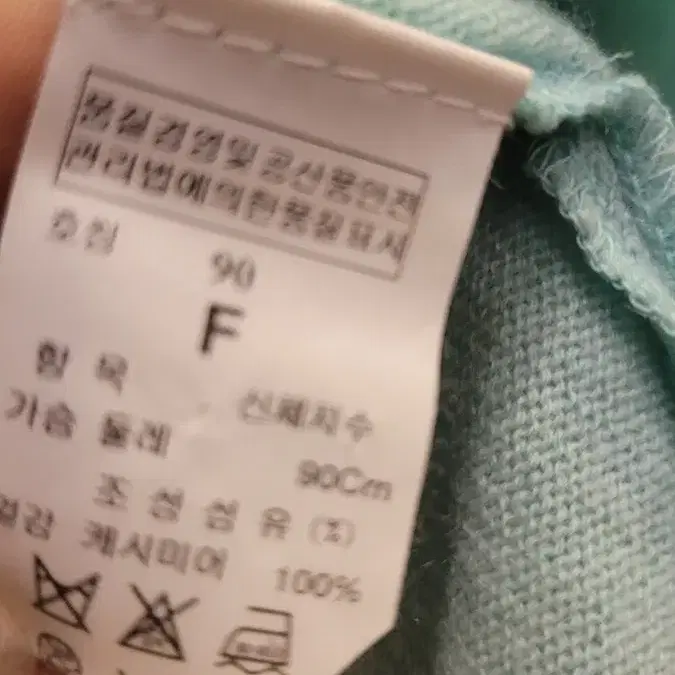 품질경영및공산품안전
관리법에의한품질표시
호칭 90
F
항 목 신체치수
가슴 둘레 90Cm
조 성 섬 유 (%)
겉감 캐시미어 100%